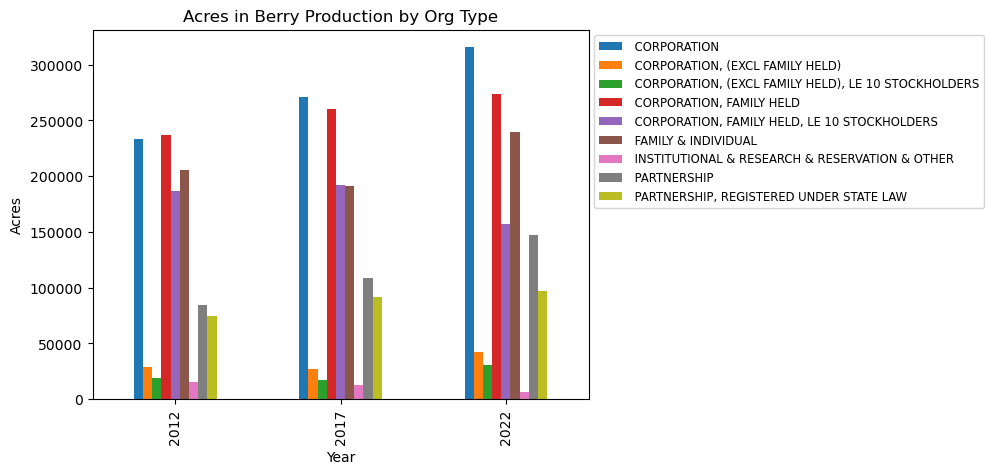 Acres in Berry Production by Org Type
CORPORATION
CORPORATION, (EXCL FAMILY HELD)
CORPORATION, (EXCL FAMILY HELD), LE 10 STOCKHOLDERS
CORPORATION, FAMILY HELD
CORPORATION, FAMILY HELD, LE 10 STOCKHOLDERS
FAMILY & INDIVIDUAL
INSTITUTIONAL & RESEARCH & RESERVATION & OTHER
PARTNERSHIP
PARTNERSHIP, REGISTERED UNDER STATE LAW
Acres
300000
250000
200000
150000
100000
50000
0
2012
2017
2022
Year